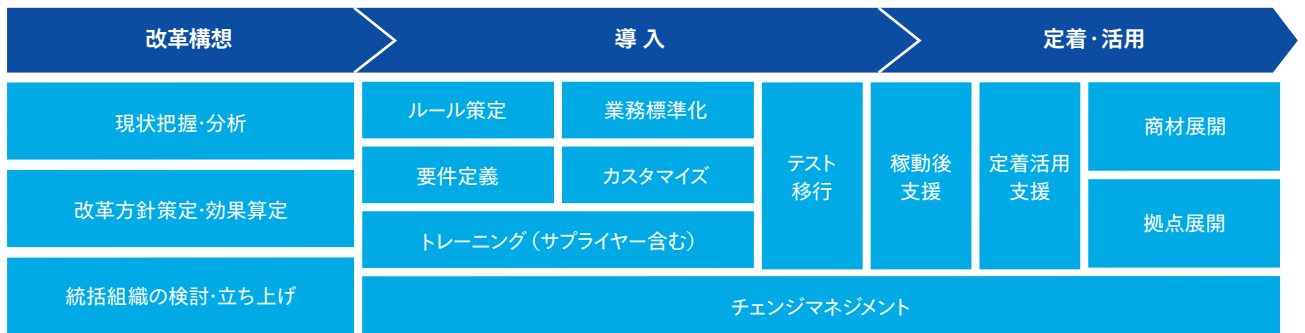 改革構想
導入
定着・活用
現状把握・分析
改革方針策定・効果算定
統括組織の検討・立ち上げ
ルール策定
業務標準化
要件定義
カスタマイズ
トレーニング（サプライヤー含む）
テスト
移行
稼動後
支援
定着活用
支援
商材展開
拠点展開
チェンジマネジメント